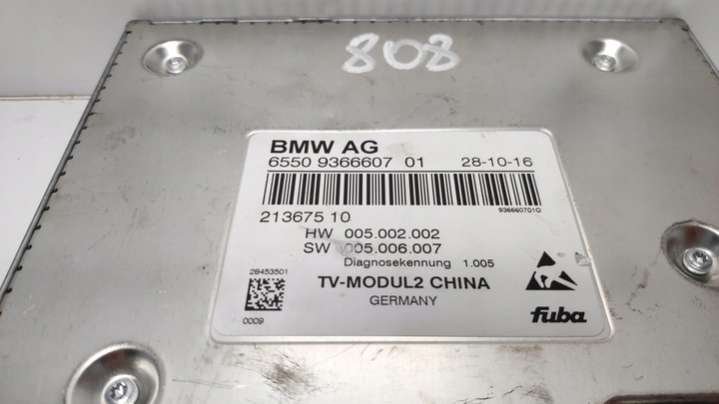 808
BMW AG
6550 9366607 01 28-10-16
936660701Q
213675 10
HW 005.002.002
SW 005.006.007
Diagnosekennung 1.005
28453501
TV-MODUL2 CHINA
GERMANY
0009
fuba